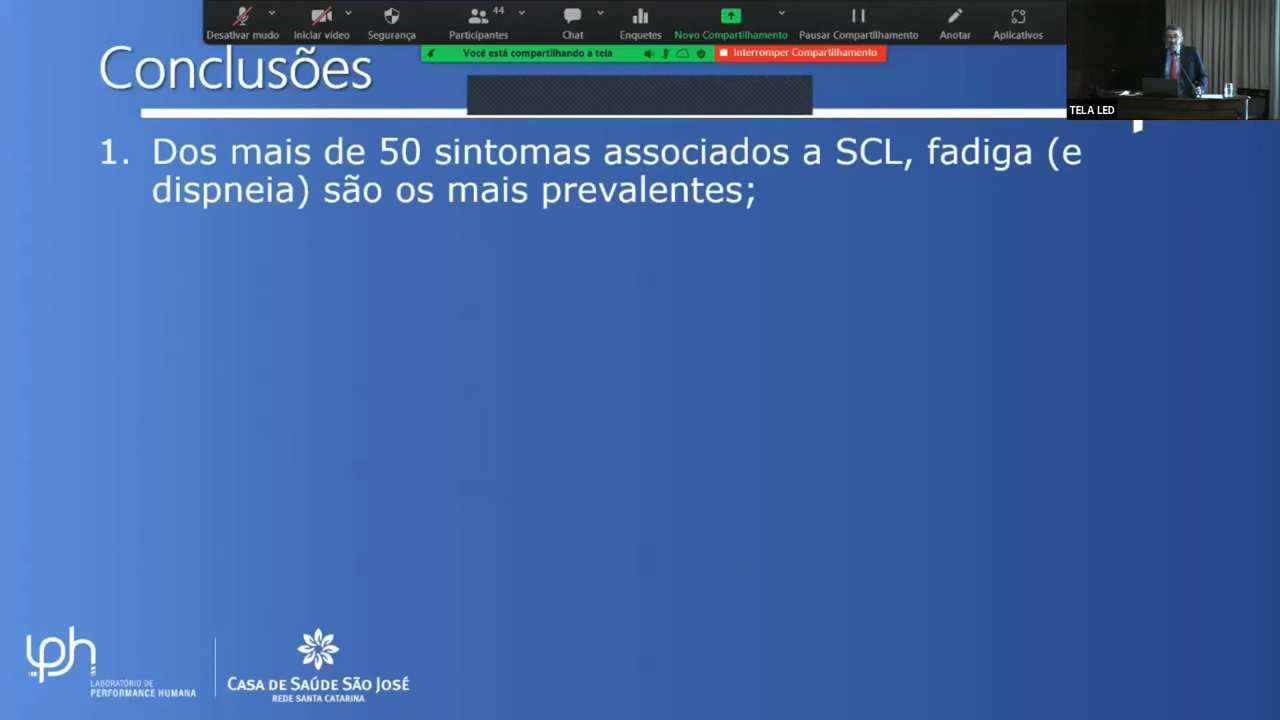 44
Desativar mudo
Iniciar vídeo
Segurança
Participantes
Chat
Enquetes
Novo Compartilhamento
Pausar Compartilhamento
Anotar
Aplicativos
Você está compartilhando a tela
Interromper Compartilhamento
TELA LED
Conclusões
1. Dos mais de 50 sintomas associados a SCL, fadiga (e
dispneia) são os mais prevalentes;
lph
LABORATÓRIO DE
PERFORMANCE HUMANA
CASA DE SAÚDE SÃO JOSÉ
REDE SANTA CATARINA